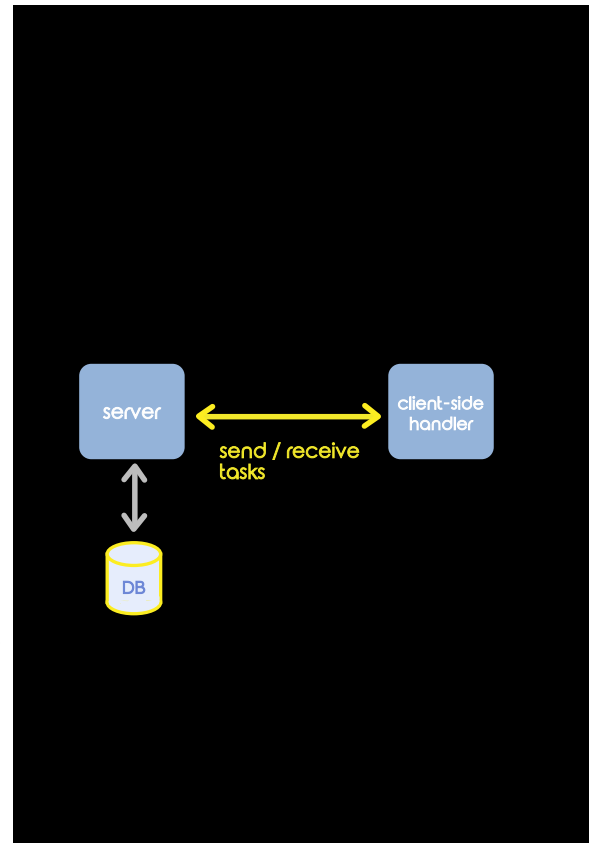 server
client-side
handler
send / receive
tasks
DB